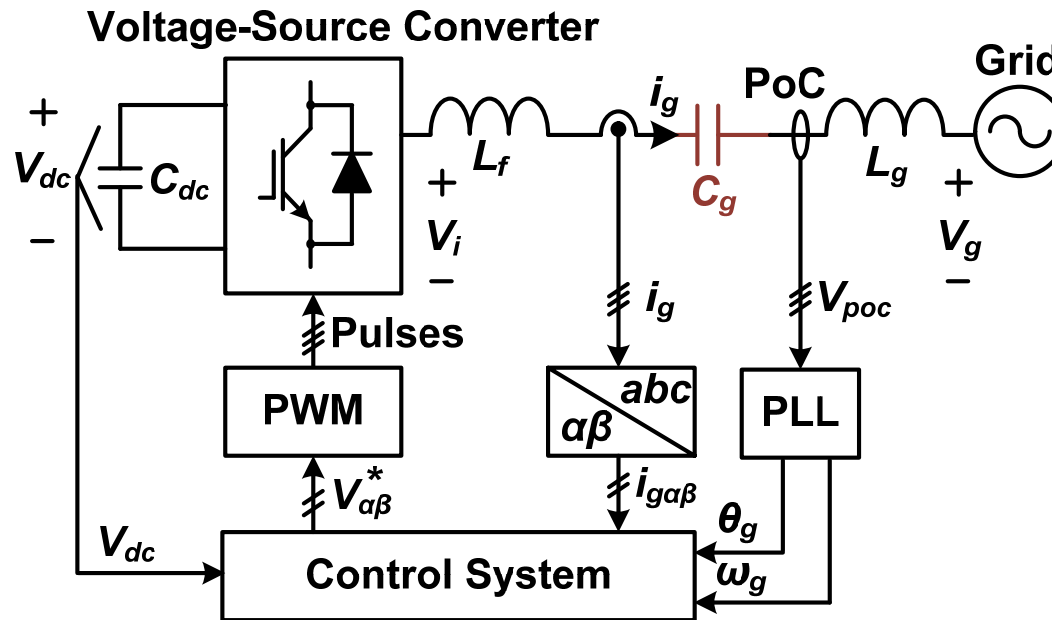 Voltage-Source Converter
Grid
PoC
i_g
+
V_dc
−
C_dc
L_f
C_g
L_g
+
V_i
−
+
V_g
−
i_g
V_poc
Pulses
PWM
abc
αβ
PLL
V_αβ^*
i_gαβ
θ_g
V_dc
Control System
ω_g